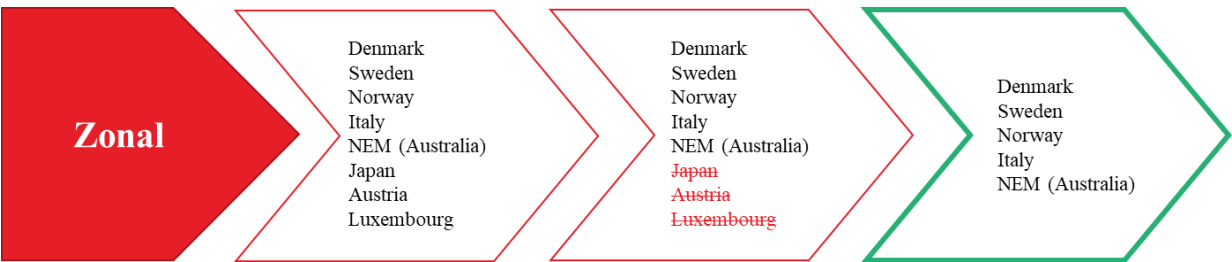 Zonal
Denmark
Sweden
Norway
Italy
NEM (Australia)
Japan
Austria
Luxembourg
Denmark
Sweden
Norway
Italy
NEM (Australia)
Japan
Austria
Luxembourg
Denmark
Sweden
Norway
Italy
NEM (Australia)